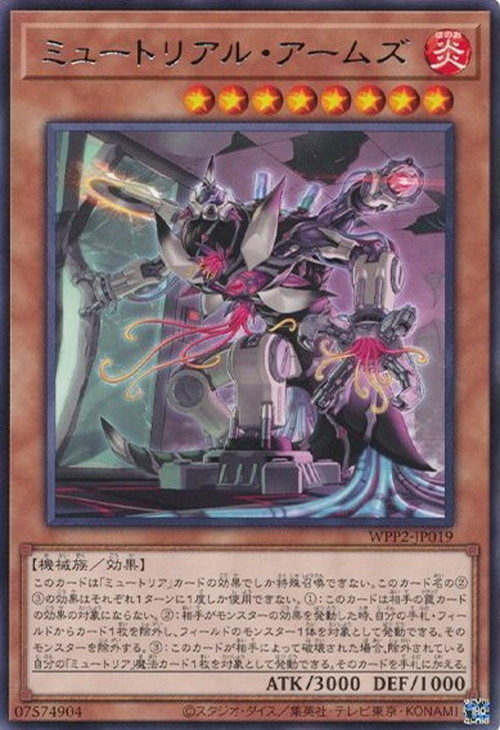 ミュートリアル・アームズ
ほのお
炎
WPP2-JP019
【機械族/効果】
このカードは「ミュートリア」カードの効果でしか特殊召喚できない。このカード名の②
③の効果はそれぞれ1ターンに1度しか使用できない。①:このカードは相手の罠カード
の効果の対象にならない。②:相手がモンスターの効果を発動した時、自分の手札・フィ
ールドからカード1枚を除外し、フィールドのモンスター1体を対象として発動できる。その
モンスターを除外する。③:このカードが相手によって破壊された場合、除外されている
自分の「ミュートリア」魔法カード1枚を対象として発動できる。そのカードを手札に加える。
ATK/3000 DEF/1000
07574904
©スタジオ・ダイス/集英社・テレビ東京・KONAMI